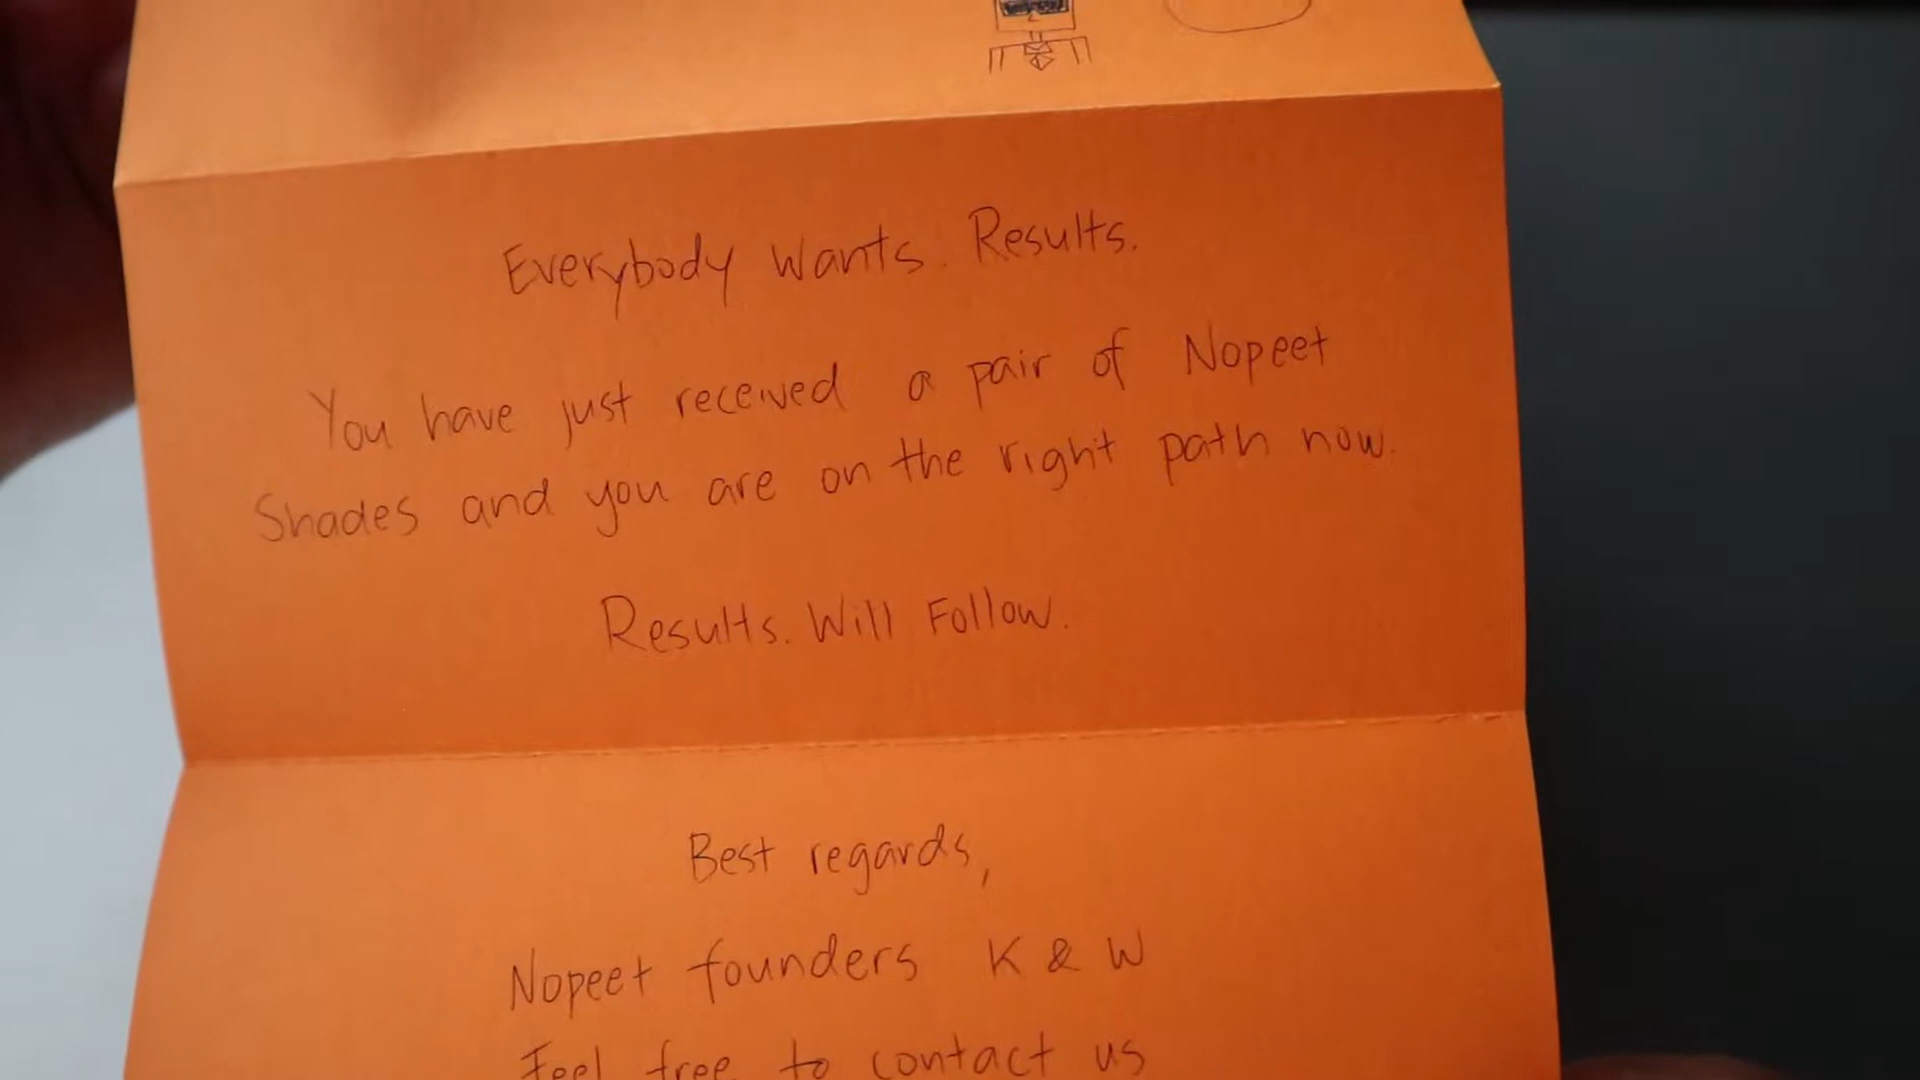 Everybody Wants. Results.
You have just received a pair of Nopeet
Shades and you are on the right path now.
Results. Will Follow.
Best regards,
Nopeet founders K & W
Feel free to contact us